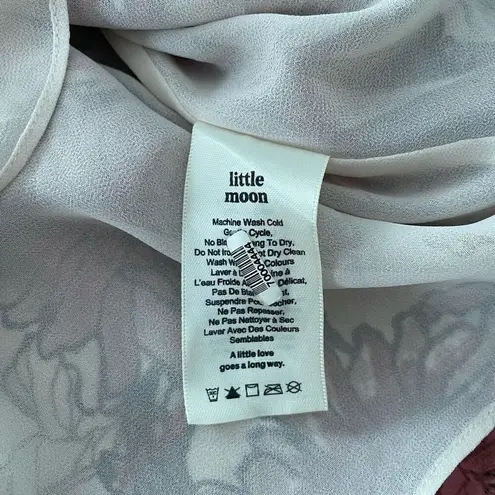 little
moon
Machine Wash Cold
Cycle,
No To Dry.
Do Not Dry Clean
Wash Colours
Laver à à
L'eau Froide Délicat,
Pas De
Suspendre
Ne Pas Repasser,
Ne Pas Nettoyer à Sec
Laver Avec Des Couleurs
Semblables
A little love
goes a long way.
70004444